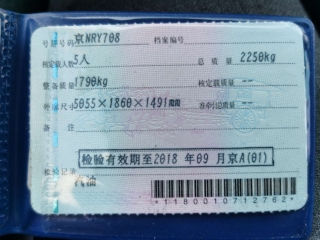 号牌号码 京NRY708 档案编号
核定载人数 5人 总质量 2250kg
整备质量 1790kg 核定载质量 --
外廓尺寸 5055×1860×1491mm 准牵引总质量 --
备注
检验有效期至2018 年09 月京A(01)
检验记录
汽油
*1180010712762*